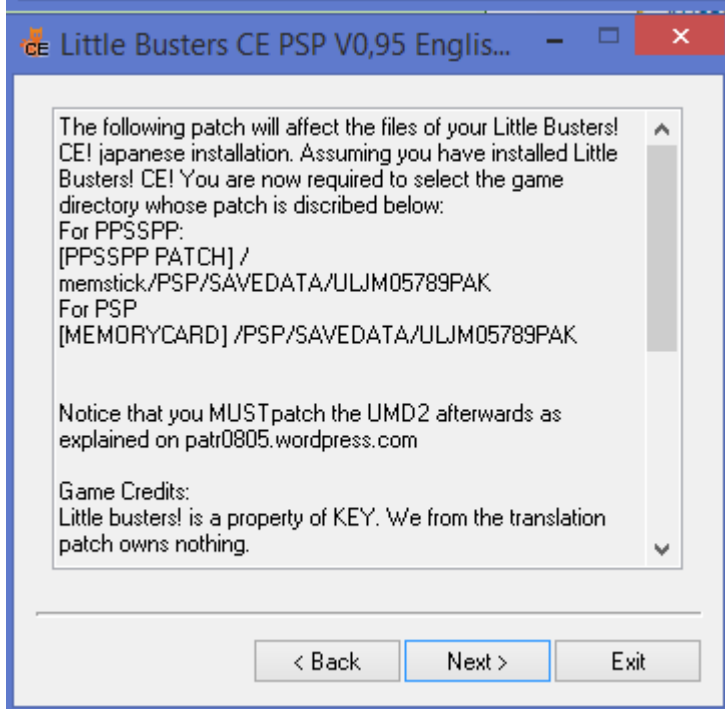 CE Little Busters CE PSP V0,95 Englis...
The following patch will affect the files of your Little Busters!
CE! japanese installation. Assuming you have installed Little
Busters! CE! You are now required to select the game
directory whose patch is discribed below:
For PPSSPP:
[PPSSPP PATCH] /
memstick/PSP/SAVEDATA/ULJM05789PAK
For PSP
[MEMORYCARD] /PSP/SAVEDATA/ULJM05789PAK
Notice that you MUSTpatch the UMD2 afterwards as
explained on patr0805.wordpress.com
Game Credits:
Little busters! is a property of KEY. We from the translation
patch owns nothing.
< Back Next > Exit